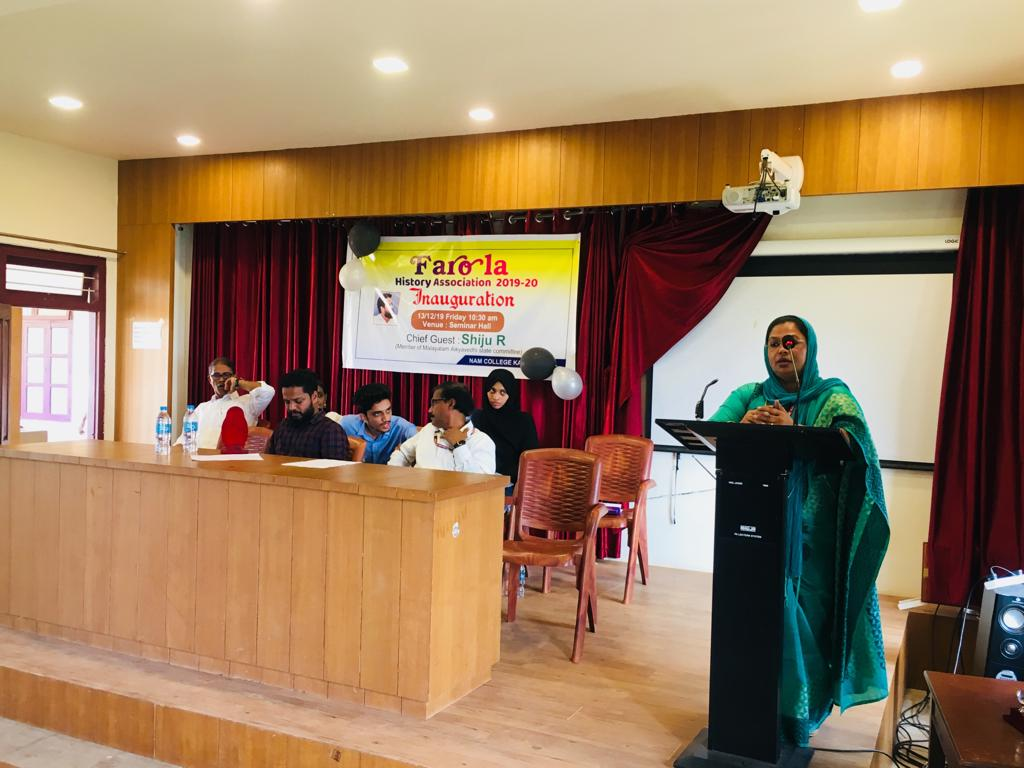 Farola
History Association 2019-20
Inauguration
13/12/19 Friday 10:30 am
Venue : Seminar Hall
Chief Guest : Shiju R
(Member of Malayalam Aikyavedhi state committee)
NAM COLLEGE
LOGIC